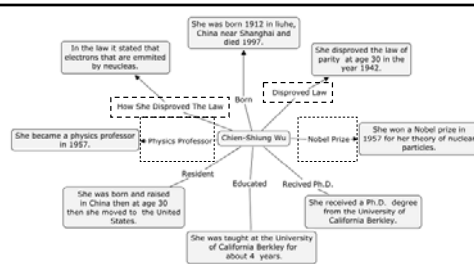 She was born 1912 in liuhe,
China near Shanghai and
died 1997.
In the law it stated that
electrons that are emmited
by neucleas.
She disproved the law of
parity at age 30 in the
year 1942.
How She Disproved The Law
Born
Disproved Law
She became a physics professor
in 1957.
Physics Professor
Chien-Shiung Wu
Nobel Prize
She won a Nobel prize in
1957 for her theory of nuclear
particles.
Resident
Educated
Recived Ph.D.
She was born and raised
in China then at age 30
then she moved to the United
States.
She received a Ph.D. degree
from the University of
California Berkley.
She was taught at the University
of California Berkley for
about 4 years.